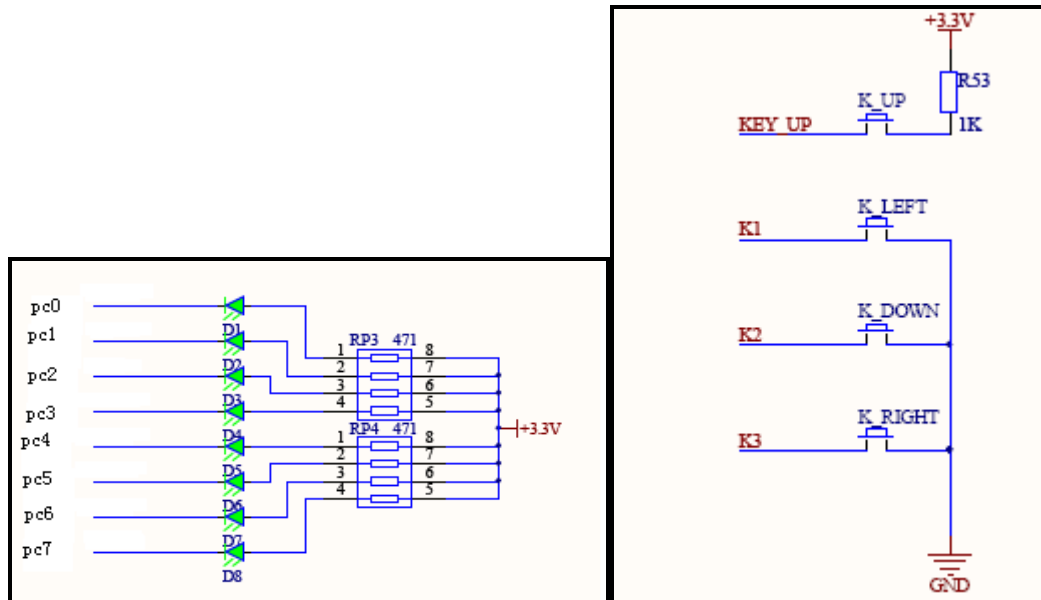 pc0
pc1
pc2
pc3
pc4
pc5
pc6
pc7
D1
D2
D3
D4
D5
D6
D7
D8
RP3 471
1 8
2 7
3 6
4 5
RP4 471
1 8
2 7
3 6
4 5
+3.3V
+3.3V
R53
1K
K_UP
KEY_UP
K_LEFT
K1
K_DOWN
K2
K_RIGHT
K3
GND